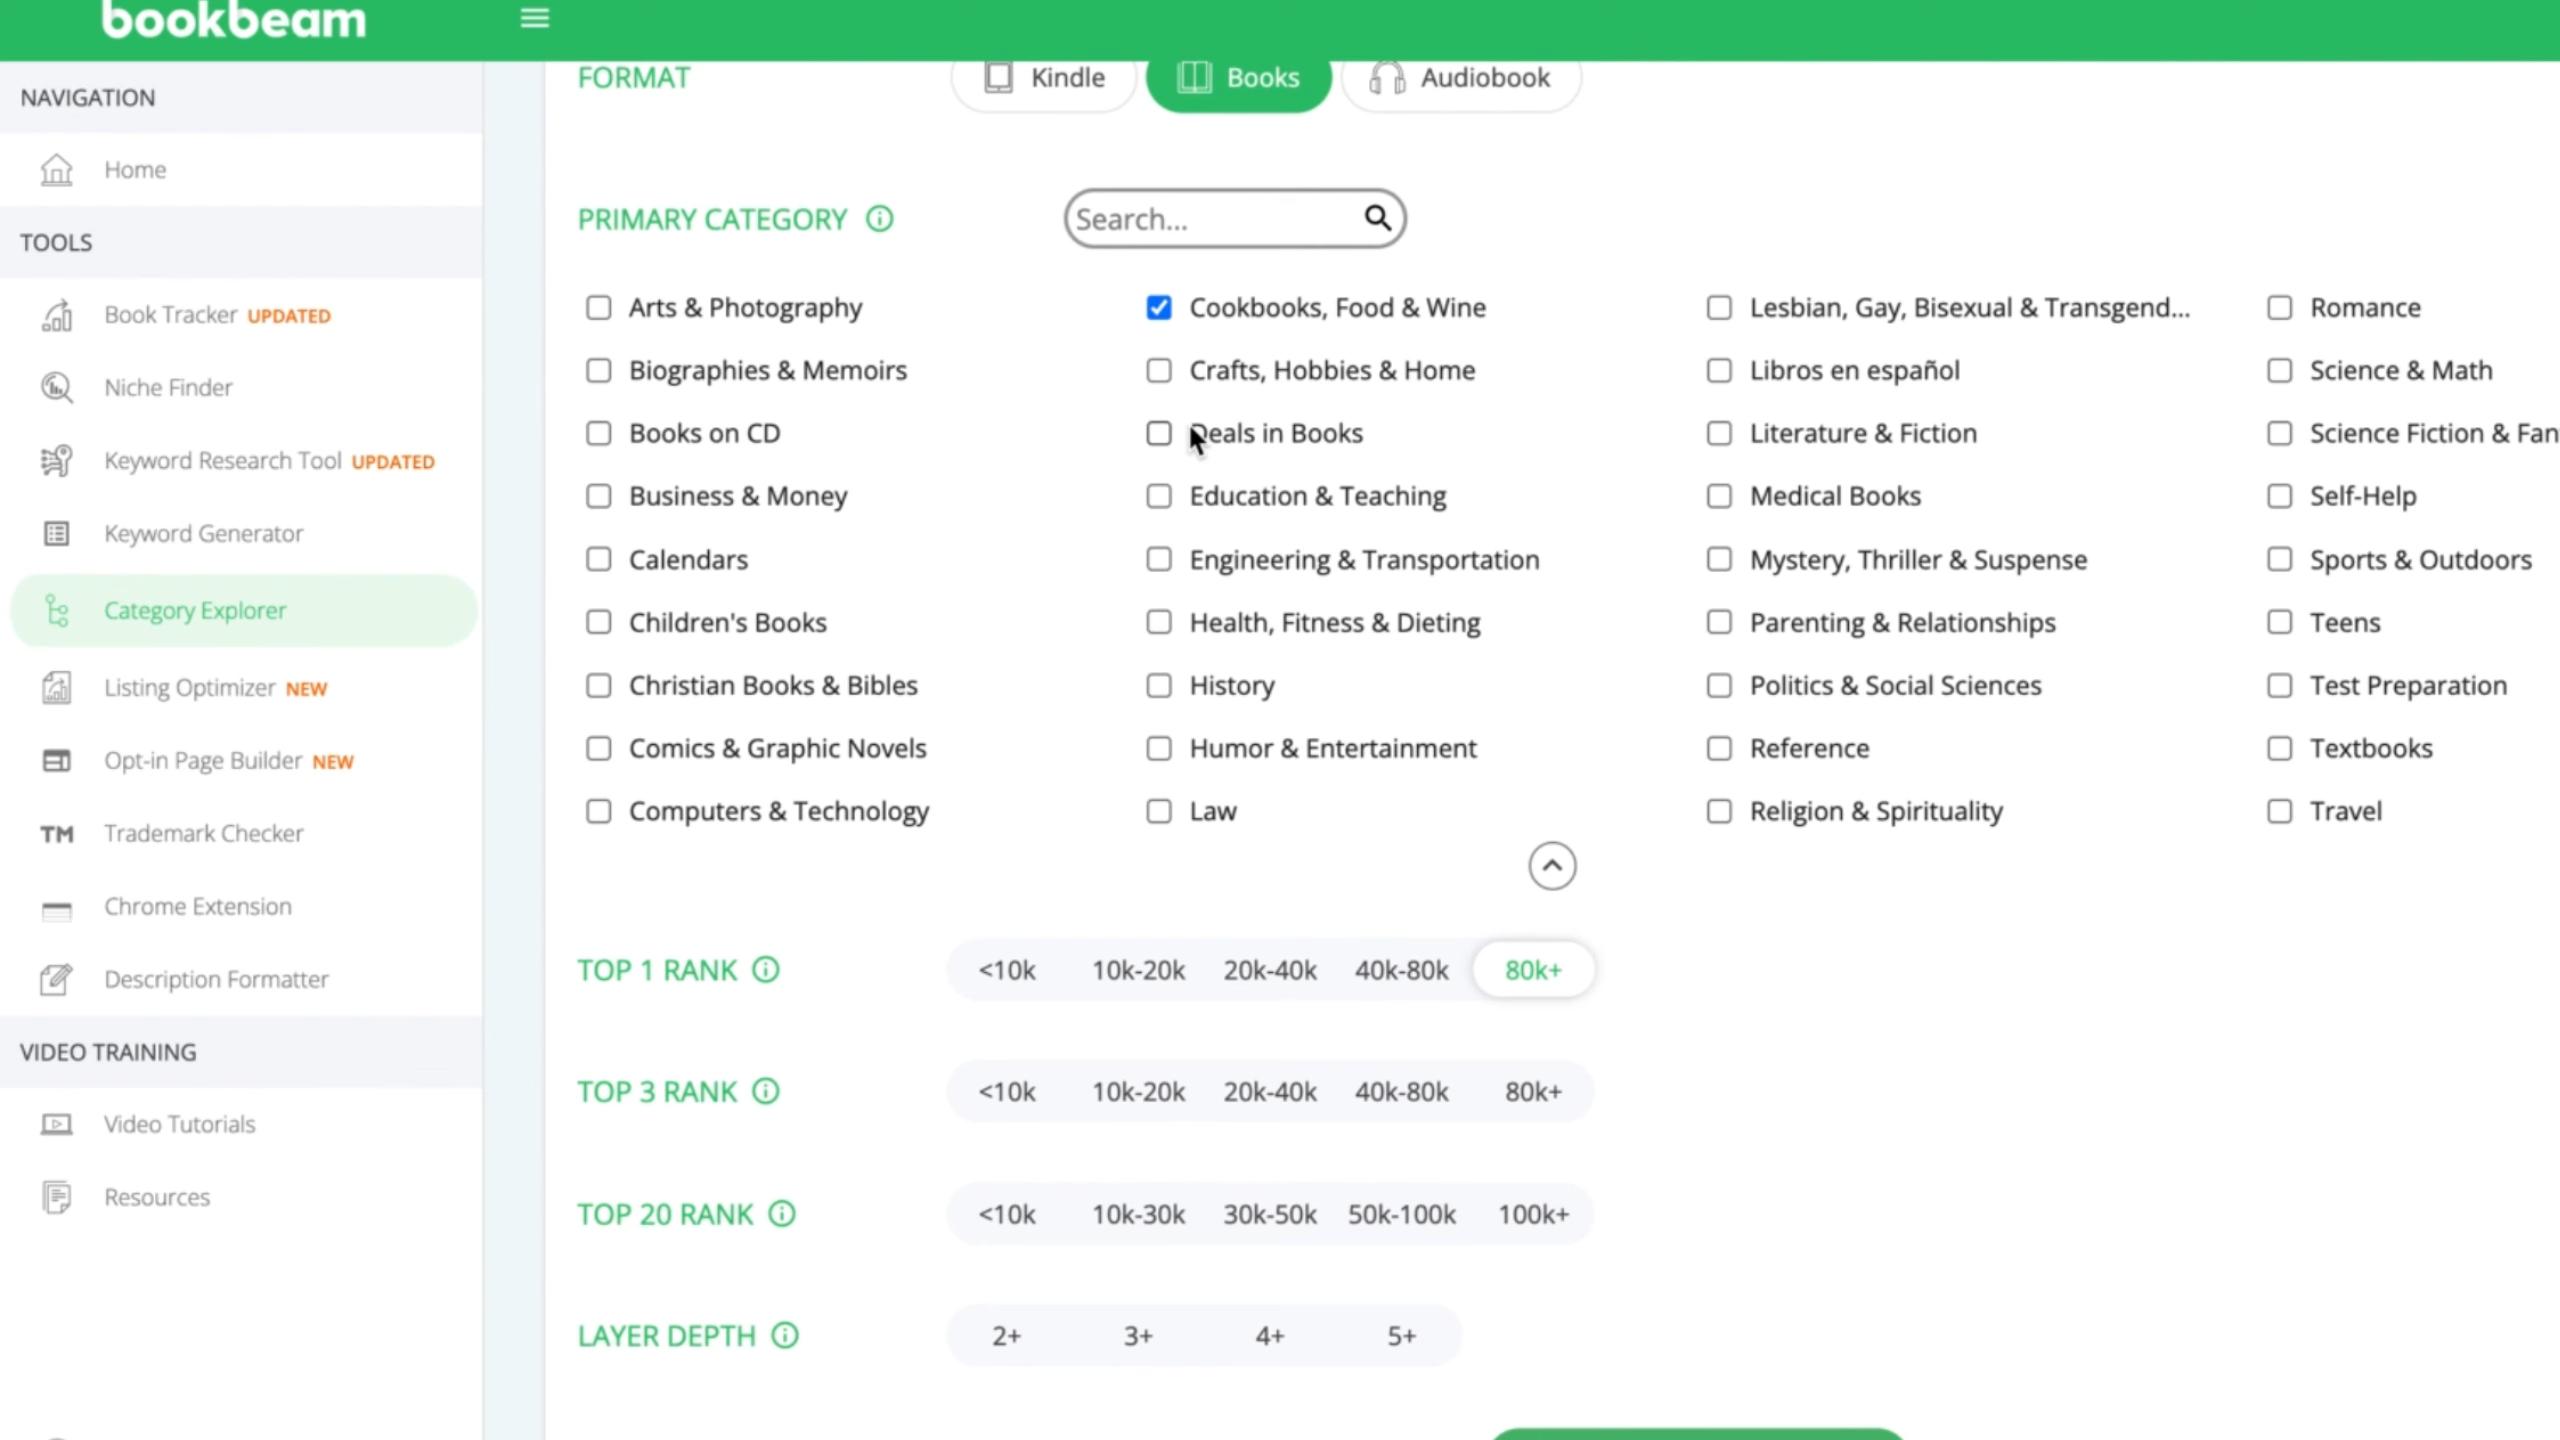 bookbeam
NAVIGATION
Home
TOOLS
Book Tracker UPDATED
Niche Finder
Keyword Research Tool UPDATED
Keyword Generator
Category Explorer
Listing Optimizer NEW
Opt-in Page Builder NEW
TM Trademark Checker
Chrome Extension
Description Formatter
VIDEO TRAINING
Video Tutorials
Resources
FORMAT
Kindle
Books
Audiobook
PRIMARY CATEGORY
Search...
Arts & Photography
Biographies & Memoirs
Books on CD
Business & Money
Calendars
Children's Books
Christian Books & Bibles
Comics & Graphic Novels
Computers & Technology
Cookbooks, Food & Wine
Crafts, Hobbies & Home
Deals in Books
Education & Teaching
Engineering & Transportation
Health, Fitness & Dieting
History
Humor & Entertainment
Law
Lesbian, Gay, Bisexual & Transgend...
Libros en español
Literature & Fiction
Medical Books
Mystery, Thriller & Suspense
Parenting & Relationships
Politics & Social Sciences
Reference
Religion & Spirituality
Romance
Science & Math
Science Fiction & Fan
Self-Help
Sports & Outdoors
Teens
Test Preparation
Textbooks
Travel
TOP 1 RANK <10k 10k-20k 20k-40k 40k-80k 80k+
TOP 3 RANK <10k 10k-20k 20k-40k 40k-80k 80k+
TOP 20 RANK <10k 10k-30k 30k-50k 50k-100k 100k+
LAYER DEPTH 2+ 3+ 4+ 5+